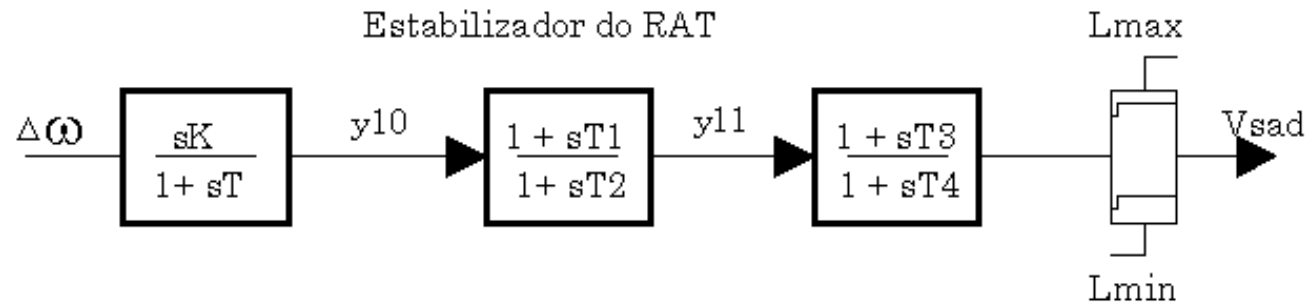 Estabilizador do RAT
Lmax
Δω
sK
1+ sT
y10
1 + sT1
1+ sT2
y11
1 + sT3
1 + sT4
Vsad
Lmin